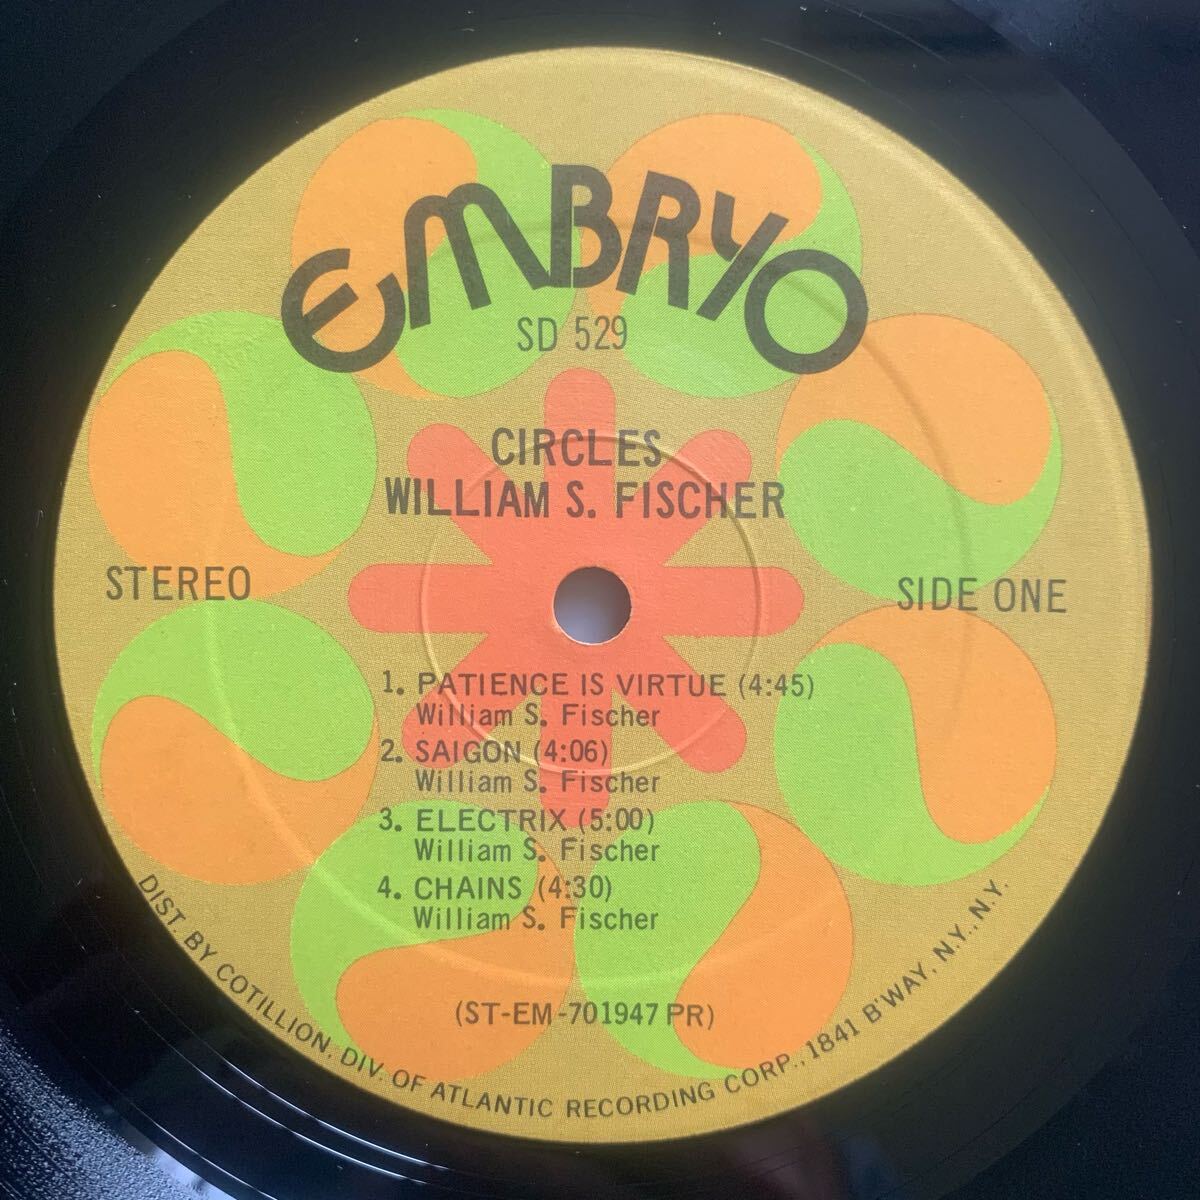 EMBRYO
SD 529
CIRCLES
WILLIAM S. FISCHER
STEREO
SIDE ONE
1. PATIENCE IS VIRTUE (4:45)
William S. Fischer
2. SAIGON (4:06)
William S. Fischer
3. ELECTRIX (5:00)
William S. Fischer
4. CHAINS (4:30)
William S. Fischer
(ST-EM-701947 PR)
DIST. BY COTILLION, DIV. OF ATLANTIC RECORDING CORP., 1841 B'WAY, N.Y., N.Y.